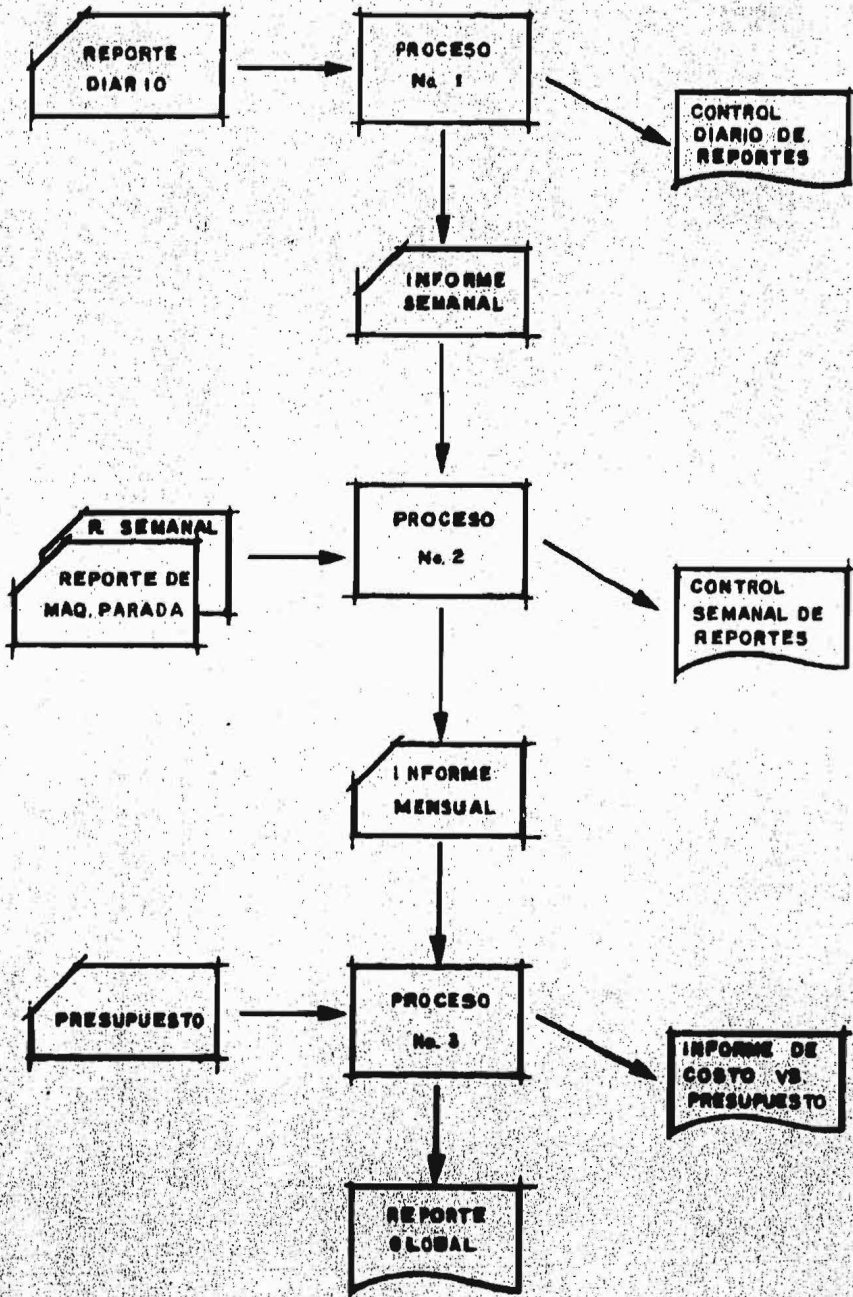 REPORTE
DIARIO
PROCESO
No. 1
CONTROL
DIARIO DE
REPORTES
INFORME
SEMANAL
R. SEMANAL
REPORTE DE
MAQ. PARADA
PROCESO
No. 2
CONTROL
SEMANAL DE
REPORTES
INFORME
MENSUAL
PRESUPUESTO
PROCESO
No. 3
INFORME DE
COSTO VS.
PRESUPUESTO
REPORTE
GLOBAL